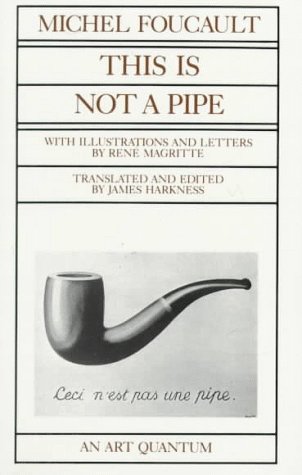 MICHEL FOUCAULT
THIS IS
NOT A PIPE
WITH ILLUSTRATIONS AND LETTERS
BY RENÉ MAGRITTE
TRANSLATED AND EDITED
BY JAMES HARKNESS
Ceci n'est pas une pipe.
AN ART QUANTUM